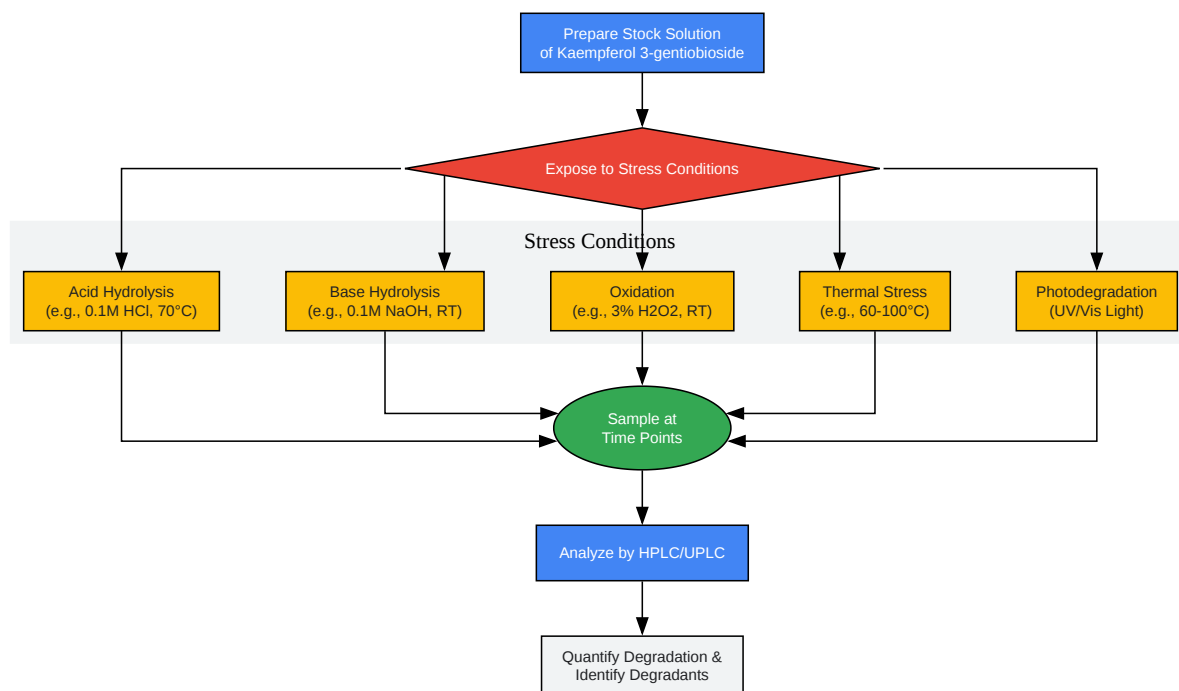 Prepare Stock Solution
of Kaempferol 3-gentiobioside
Expose to Stress Conditions
Stress Conditions
Acid Hydrolysis
(e.g., 0.1M HCl, 70°C)
Base Hydrolysis
(e.g., 0.1M NaOH, RT)
Oxidation
(e.g., 3% H2O2, RT)
Thermal Stress
(e.g., 60-100°C)
Photodegradation
(UV/Vis Light)
Sample at
Time Points
Analyze by HPLC/UPLC
Quantify Degradation &
Identify Degradants